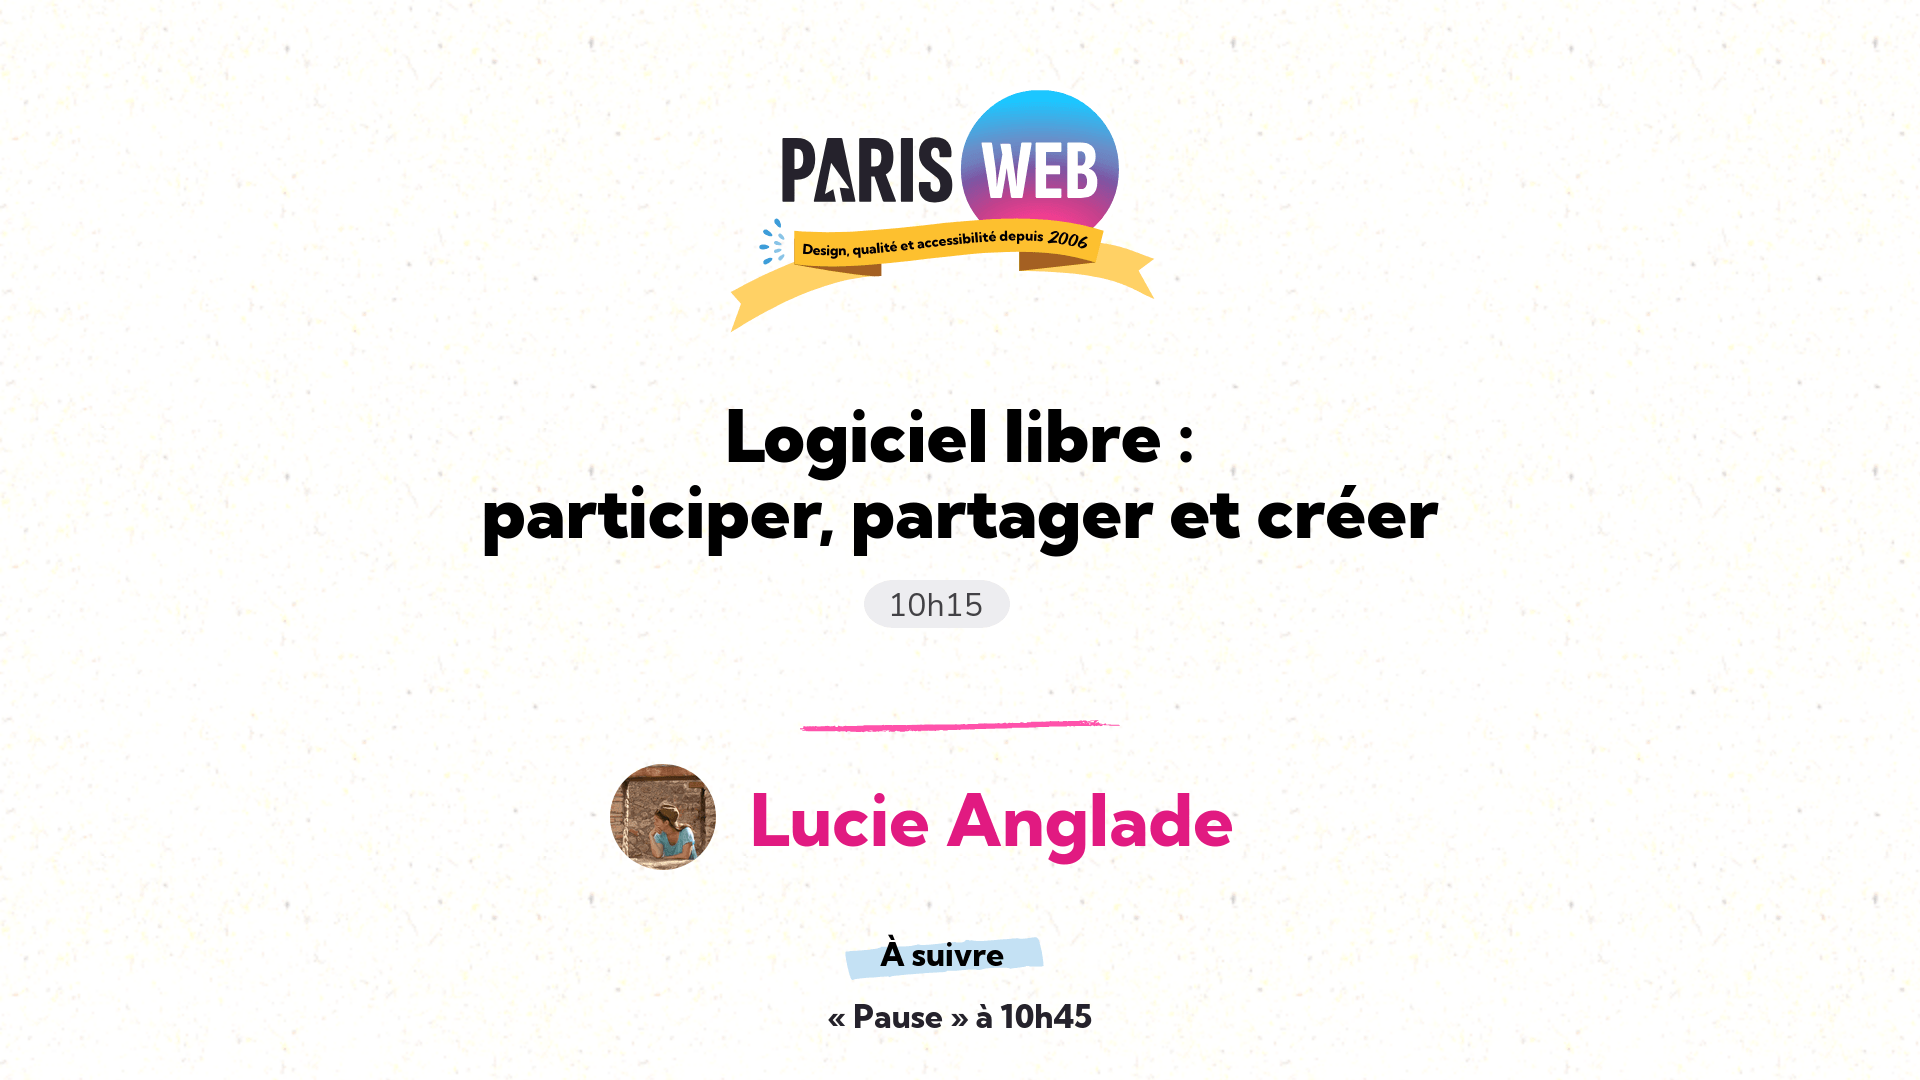 PARIS WEB
Design, qualité et accessibilité depuis 2006
Logiciel libre :
participer, partager et créer
10h15
Lucie Anglade
À suivre
« Pause » à 10h45